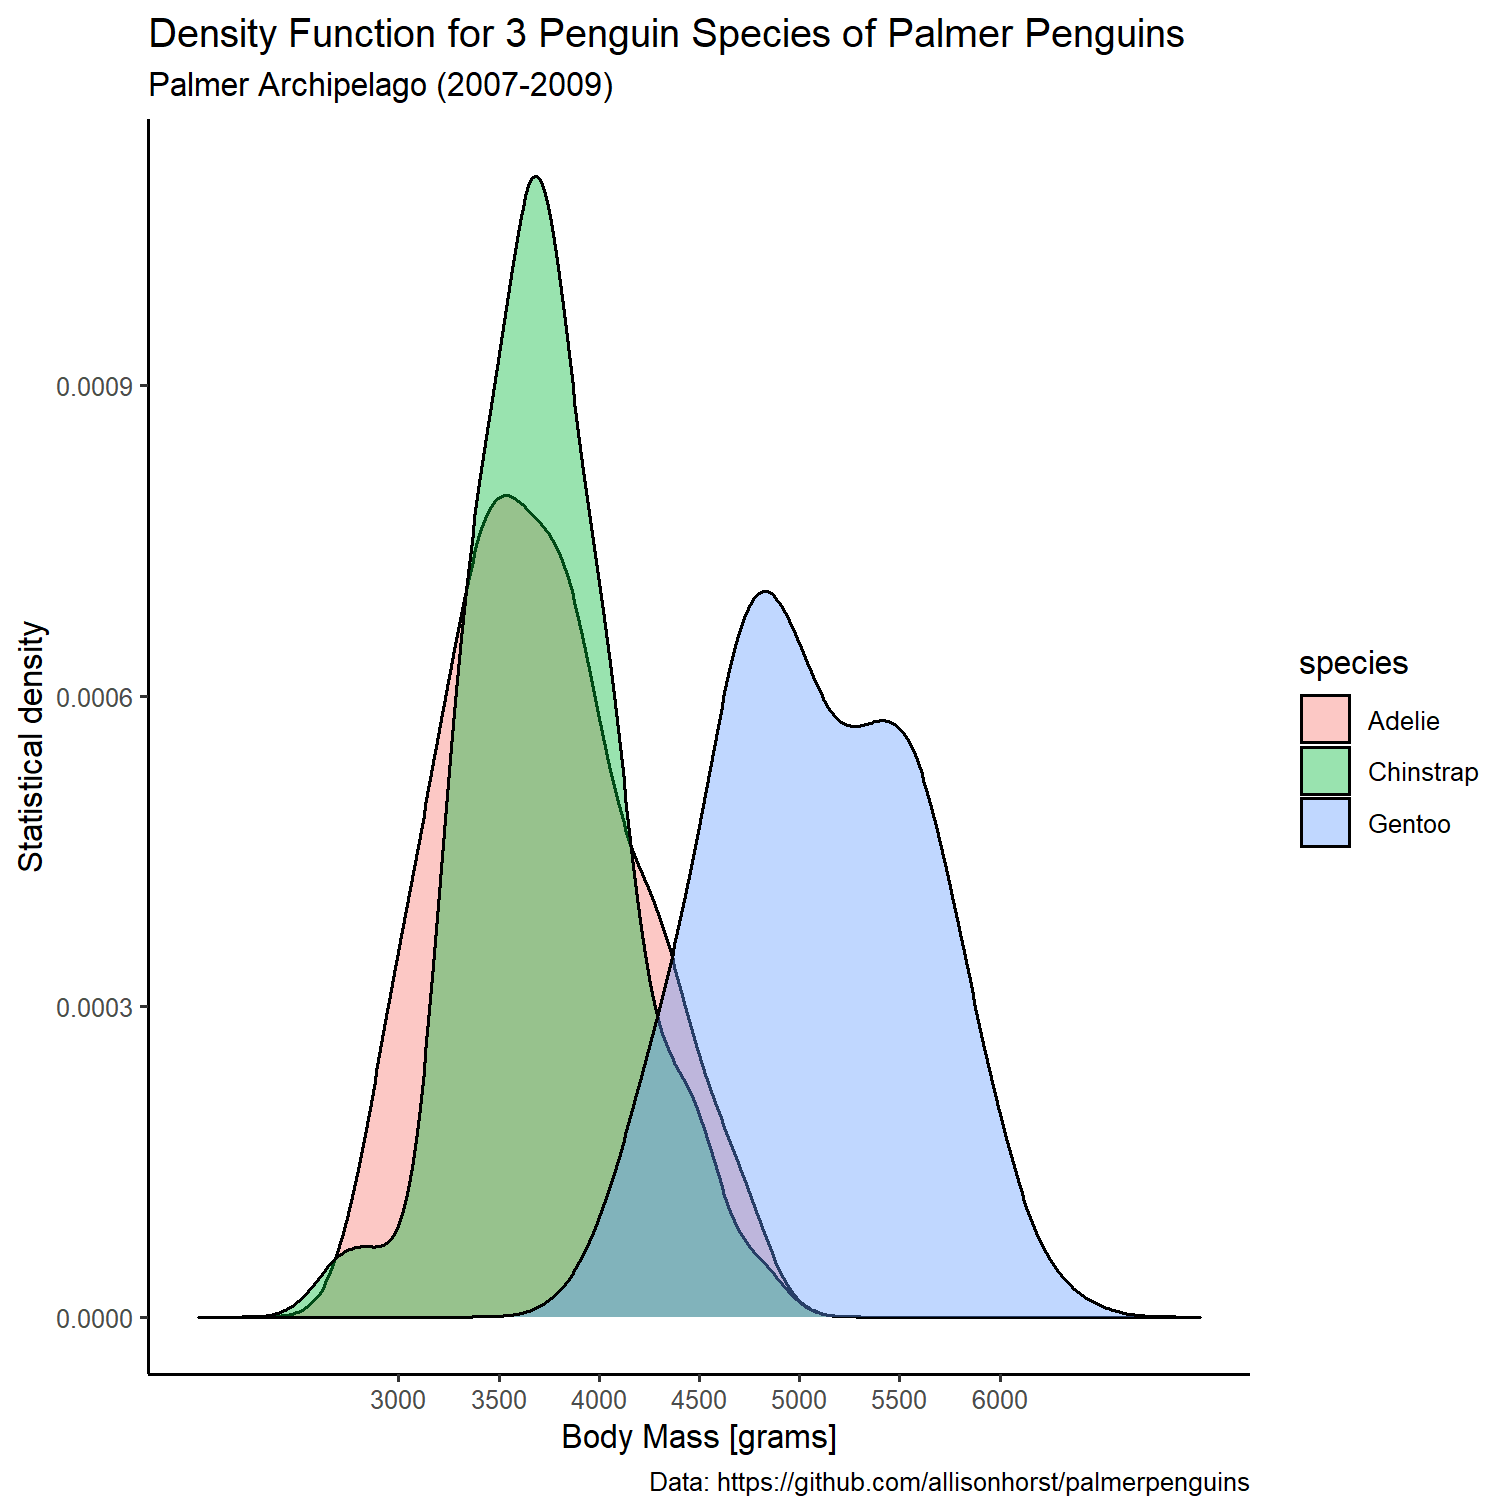 Density Function for 3 Penguin Species of Palmer Penguins
Palmer Archipelago (2007-2009)
Statistical density
0.0009
0.0006
0.0003
0.0000
3000 3500 4000 4500 5000 5500 6000
Body Mass [grams]
species
Adelie
Chinstrap
Gentoo
Data: https://github.com/allisonhorst/palmerpenguins